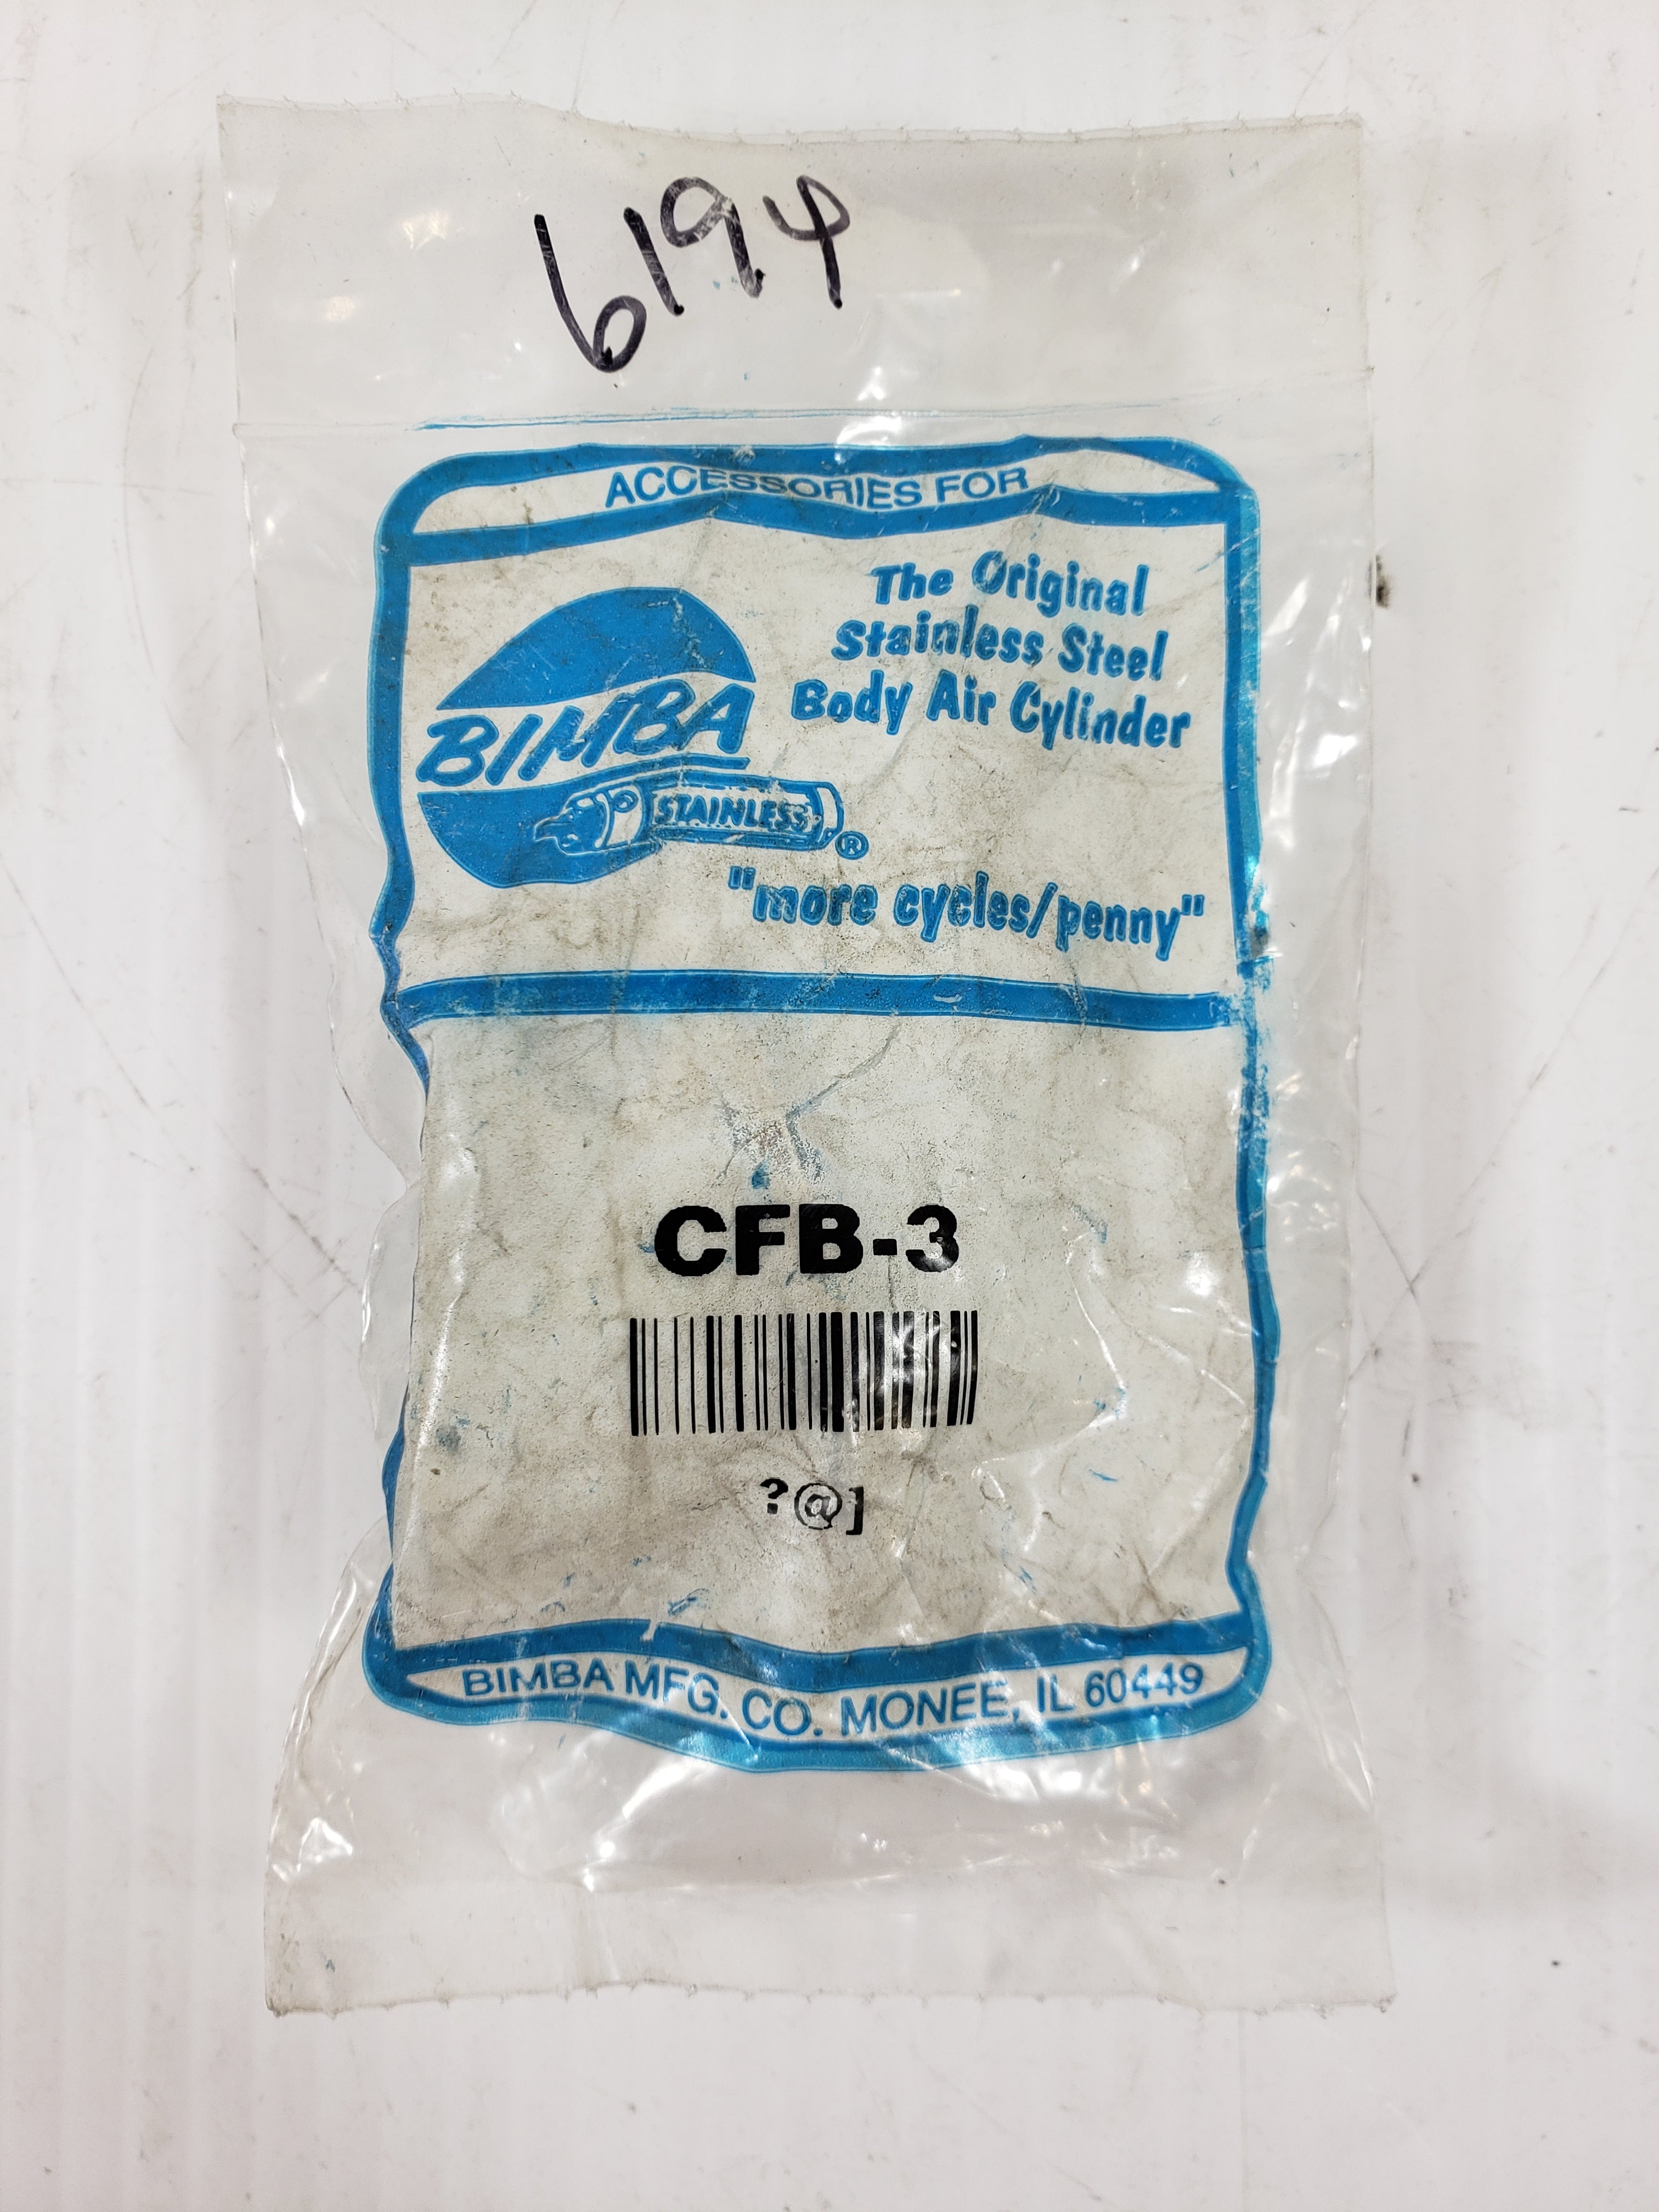 6194
ACCESSORIES FOR
The Original
Stainless Steel
Body Air Cylinder
BIMBA
STAINLESS
®
"more cycles/penny"
CFB-3
?@]
BIMBA MFG. CO. MONEE, IL 60449